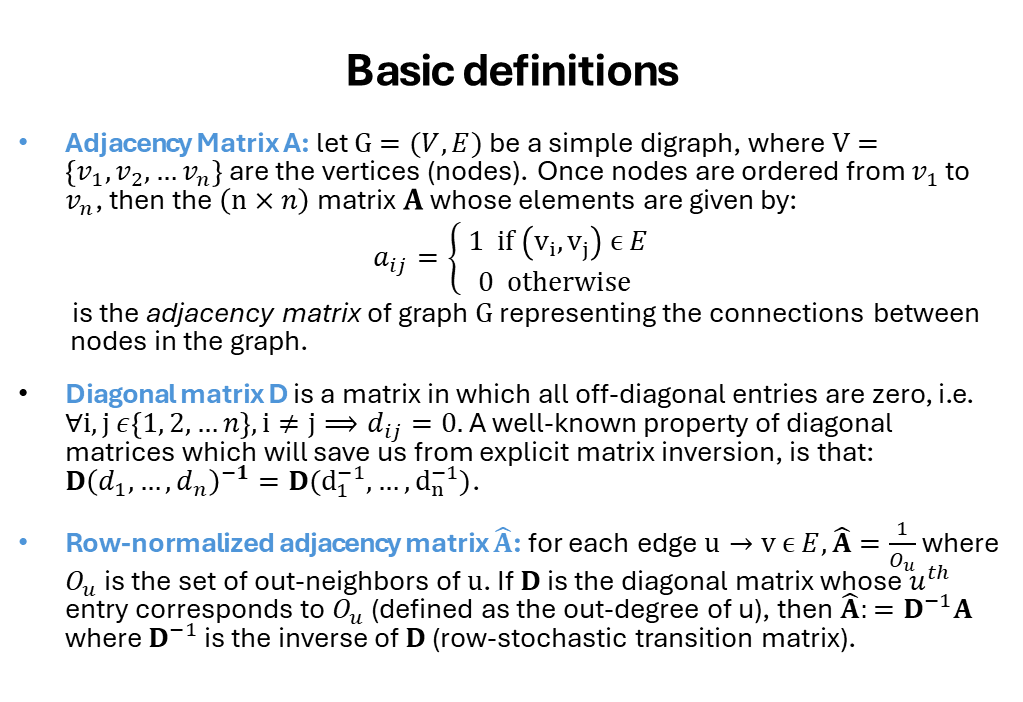 Basic definitions
• Adjacency Matrix A: let G = (V, E) be a simple digraph, where V =
{v₁, v₂, … vₙ} are the vertices (nodes). Once nodes are ordered from v₁ to
vₙ, then the (n × n) matrix A whose elements are given by:
aᵢⱼ = { 1 if (vᵢ, vⱼ) ϵ E
0 otherwise
is the adjacency matrix of graph G representing the connections between
nodes in the graph.
• Diagonal matrix D is a matrix in which all off-diagonal entries are zero, i.e.
∀i, j ϵ{1, 2, … n}, i ≠ j ⟹ dᵢⱼ = 0. A well-known property of diagonal
matrices which will save us from explicit matrix inversion, is that:
D(d₁, …, dₙ)⁻¹ = D(d₁⁻¹, …, dₙ⁻¹).
• Row-normalized adjacency matrix Â: for each edge u → v ϵ E, Â = 1/Oᵤ where
Oᵤ is the set of out-neighbors of u. If D is the diagonal matrix whose uᵗʰ
entry corresponds to Oᵤ (defined as the out-degree of u), then Â: = D⁻¹A
where D⁻¹ is the inverse of D (row-stochastic transition matrix).